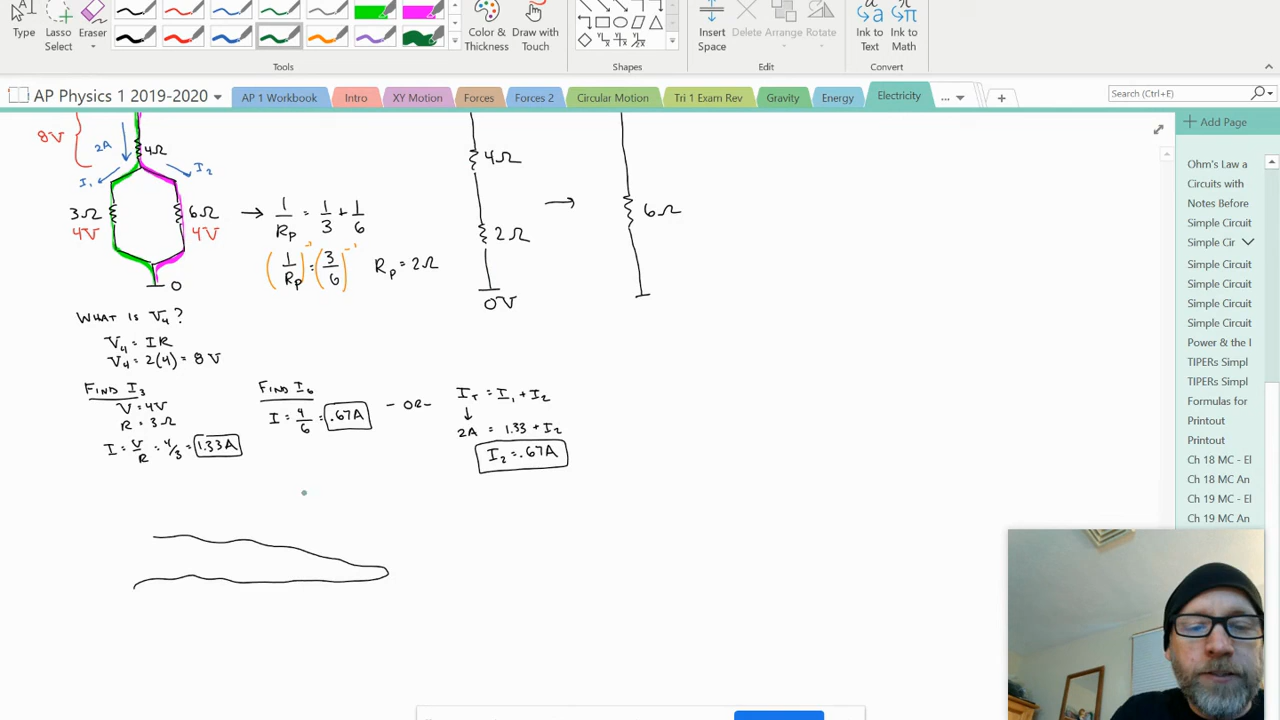 Type
Lasso Select
Eraser
Tools
Color & Thickness
Draw with Touch
Shapes
Insert Space
Delete
Arrange
Rotate
Edit
Ink to Text
Ink to Math
Convert
AP Physics 1 2019-2020
AP 1 Workbook
Intro
XY Motion
Forces
Forces 2
Circular Motion
Tri 1 Exam Rev
Gravity
Energy
Electricity
...
Search (Ctrl+E)
Add Page
Ohm's Law a
Circuits with
Notes Before
Simple Circuit
Simple Cir
Simple Circuit
Simple Circuit
Simple Circuit
Simple Circuit
Power & the I
TIPERs Simpl
TIPERs Simpl
Formulas for
Printout
Printout
Ch 18 MC - El
Ch 18 MC An
Ch 19 MC - El
Ch 19 MC An
8V
2A
4Ω
I₁
I₂
3Ω
4V
6Ω
4V
0
1/Rp = 1/3 + 1/6
(1/Rp)⁻¹ = (3/6)⁻¹ Rp = 2Ω
4Ω
2Ω
0V
6Ω
WHAT IS V₄?
V₄ = IR
V₄ = 2(4) = 8V
FIND I₃
V = 4V
R = 3Ω
I = V/R = 4/3 = 1.33A
FIND I₆
I = 4/6 = .67A
- OR -
I_T = I₁ + I₂
2A = 1.33 + I₂
I₂ = .67A